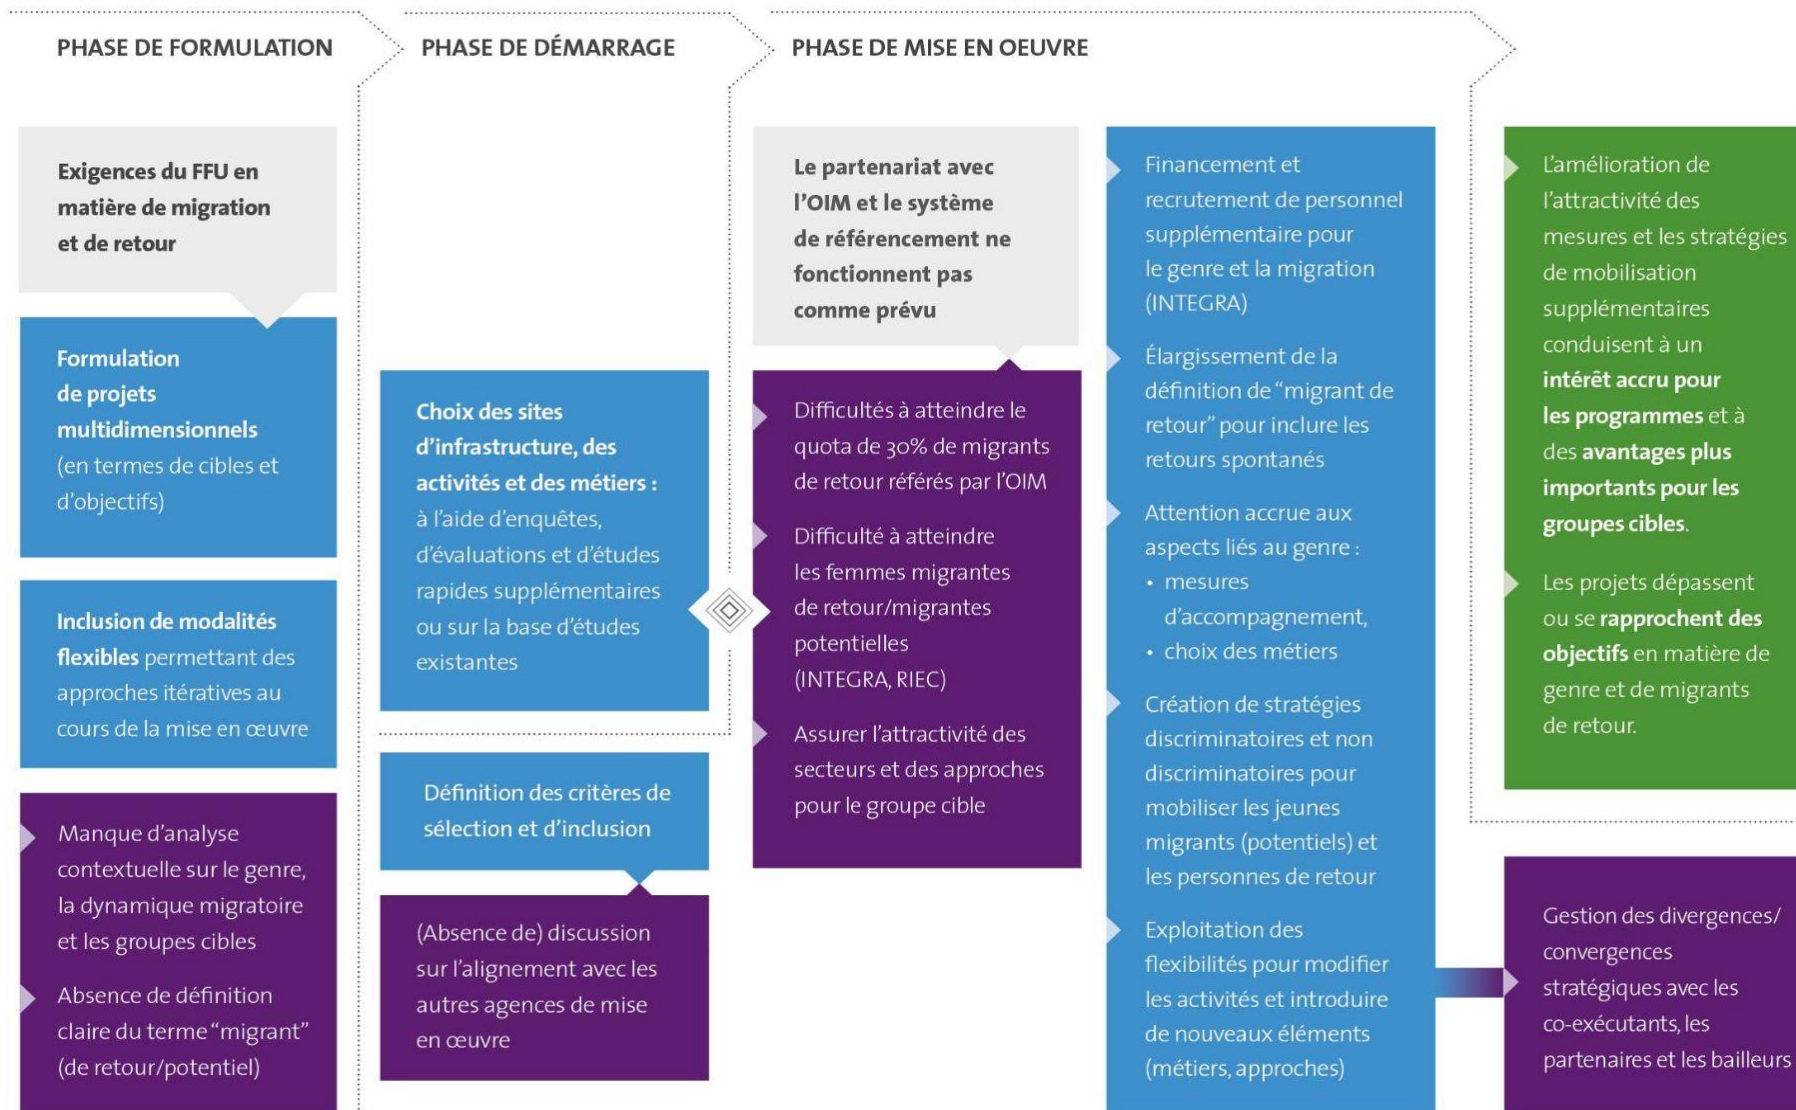 PHASE DE FORMULATION
PHASE DE DÉMARRAGE
PHASE DE MISE EN OEUVRE
Exigences du FFU en
matière de migration
et de retour
Formulation
de projets
multidimensionnels
(en termes de cibles et
d’objectifs)
Inclusion de modalités
flexibles permettant des
approches itératives au
cours de la mise en œuvre
Manque d’analyse
contextuelle sur le genre,
la dynamique migratoire
et les groupes cibles
Absence de définition
claire du terme “migrant”
(de retour/potentiel)
Choix des sites
d’infrastructure, des
activités et des métiers :
à l’aide d’enquêtes,
d’évaluations et d’études
rapides supplémentaires
ou sur la base d’études
existantes
Définition des critères de
sélection et d’inclusion
(Absence de) discussion
sur l’alignement avec les
autres agences de mise
en œuvre
Le partenariat avec
l’OIM et le système
de référencement ne
fonctionnent pas
comme prévu
Difficultés à atteindre le
quota de 30% de migrants
de retour référés par l’OIM
Difficulté à atteindre
les femmes migrantes
de retour/migrantes
potentielles
(INTEGRA, RIEC)
Assurer l’attractivité des
secteurs et des approches
pour le groupe cible
Financement et
recrutement de personnel
supplémentaire pour
le genre et la migration
(INTEGRA)
Élargissement de la
définition de “migrant de
retour” pour inclure les
retours spontanés
Attention accrue aux
aspects liés au genre :
• mesures
d’accompagnement,
• choix des métiers
Création de stratégies
discriminatoires et non
discriminatoires pour
mobiliser les jeunes
migrants (potentiels) et
les personnes de retour
Exploitation des
flexibilités pour modifier
les activités et introduire
de nouveaux éléments
(métiers, approches)
L’amélioration de
l’attractivité des
mesures et les stratégies
de mobilisation
supplémentaires
conduisent à un
intérêt accru pour
les programmes et à
des avantages plus
importants pour les
groupes cibles.
Les projets dépassent
ou se rapprochent des
objectifs en matière de
genre et de migrants
de retour.
Gestion des divergences/
convergences
stratégiques avec les
co-exécutants, les
partenaires et les bailleurs